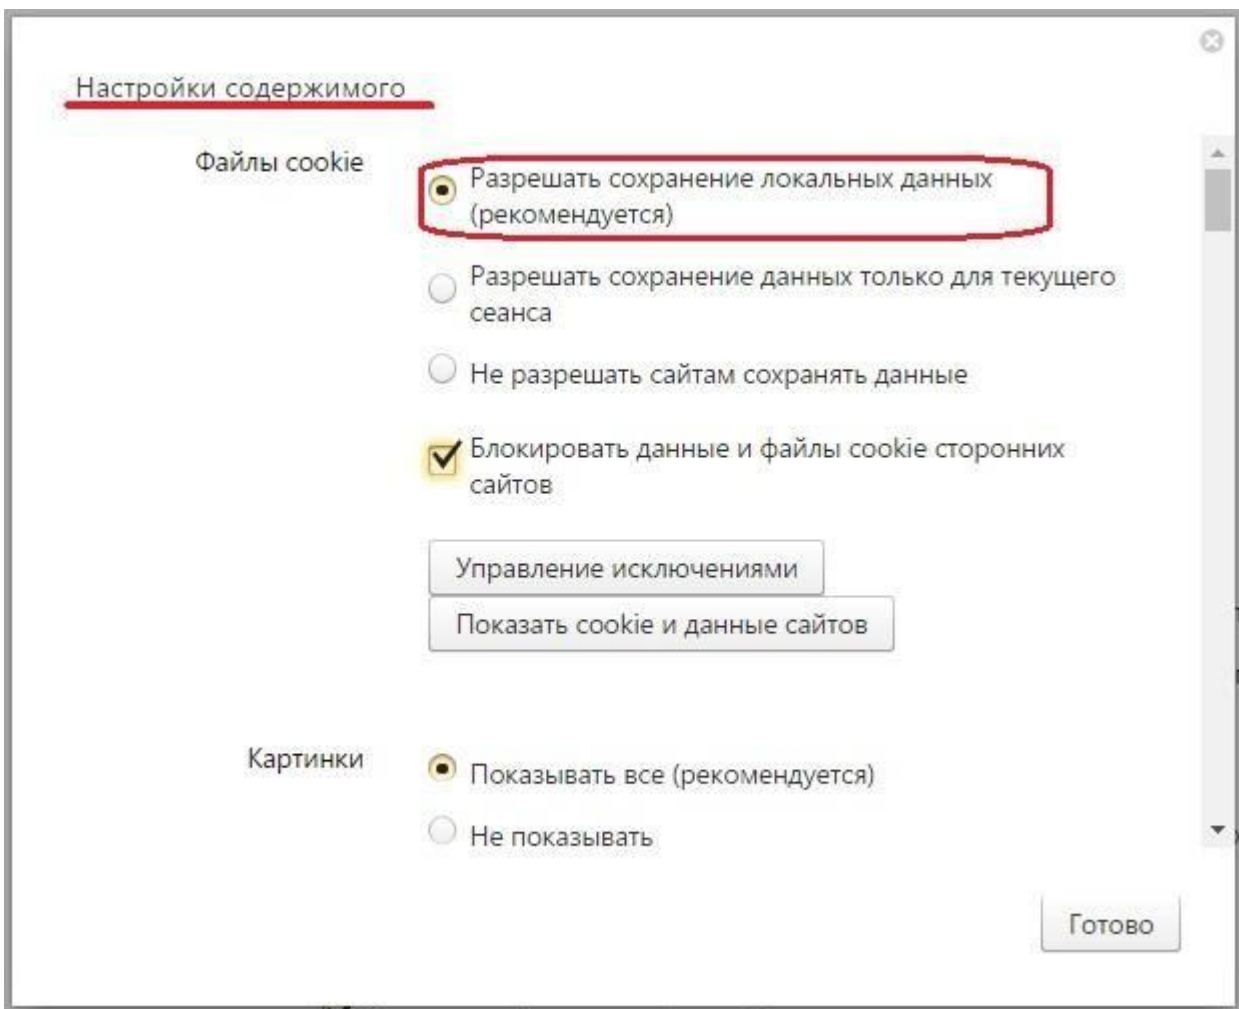 Настройки содержимого
Файлы cookie
Разрешать сохранение локальных данных
(рекомендуется)
Разрешать сохранение данных только для текущего
сеанса
Не разрешать сайтам сохранять данные
Блокировать данные и файлы cookie сторонних
сайтов
Управление исключениями
Показать cookie и данные сайтов
Картинки
Показывать все (рекомендуется)
Не показывать
Готово